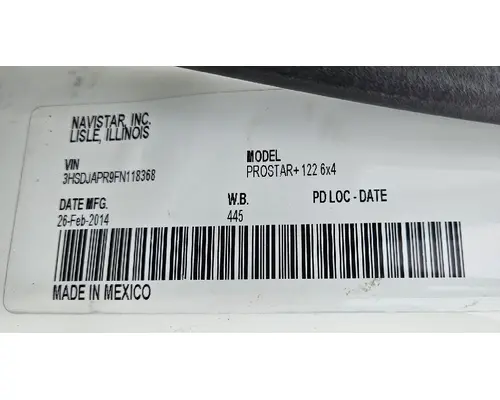 NAVISTAR, INC.
LISLE, ILLINOIS
VIN MODEL
3HSDJAPR9FN118368 PROSTAR+ 122 6x4
DATE MFG. W.B. PD LOC - DATE
26-Feb-2014 445
MADE IN MEXICO